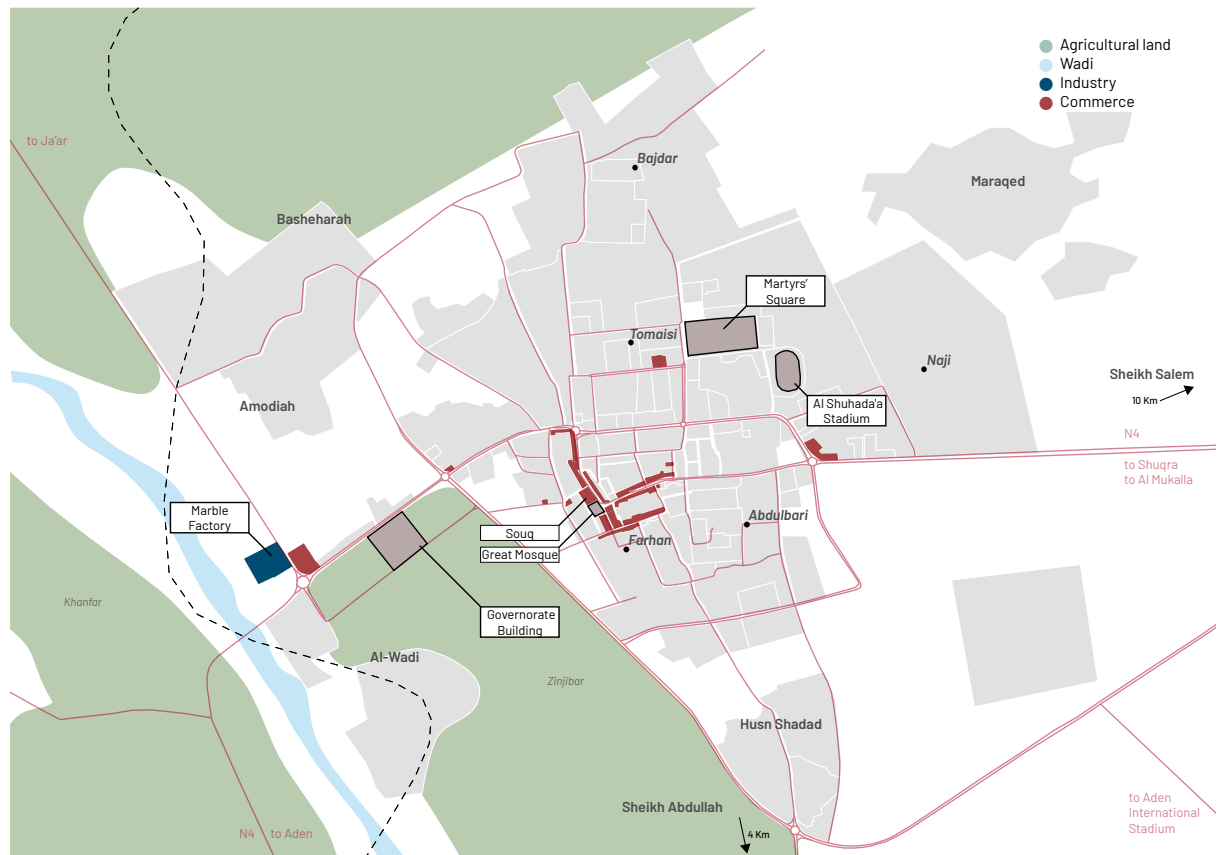 Agricultural land
Wadi
Industry
Commerce
to Ja'ar
Bajdar
Maraqed
Basheharah
Martyrs'
Square
Tomaisi
Naji
Sheikh Salem
10 Km
Amodiah
Al Shuhada'a
Stadium
N4
to Shuqra
to Al Mukalla
Marble
Factory
Souq
Great Mosque
Abdulbari
Farhan
Khanfar
Governorate
Building
Al-Wadi
Zinjibar
Husn Shadad
Sheikh Abdullah
4 Km
N4 to Aden
to Aden
International
Stadium